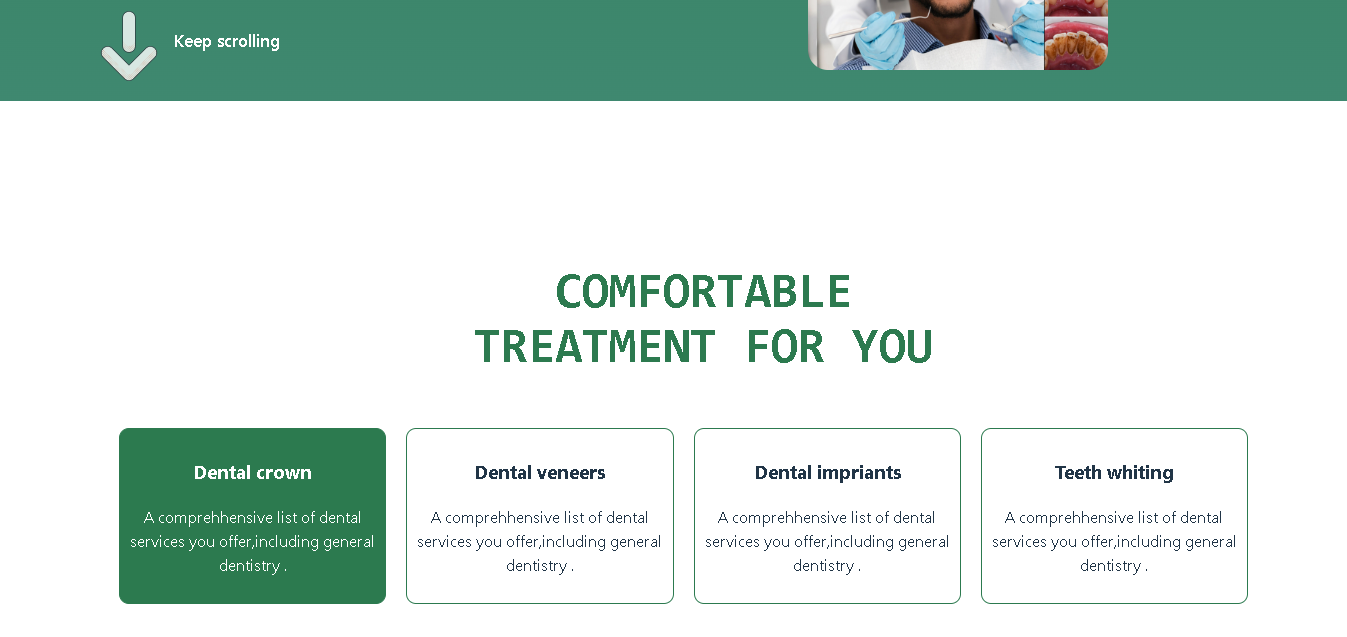 Keep scrolling
COMFORTABLE
TREATMENT FOR YOU
Dental crown
A comprehhensive list of dental
services you offer,including general
dentistry .
Dental veneers
A comprehhensive list of dental
services you offer,including general
dentistry .
Dental impriants
A comprehhensive list of dental
services you offer,including general
dentistry .
Teeth whiting
A comprehhensive list of dental
services you offer,including general
dentistry .